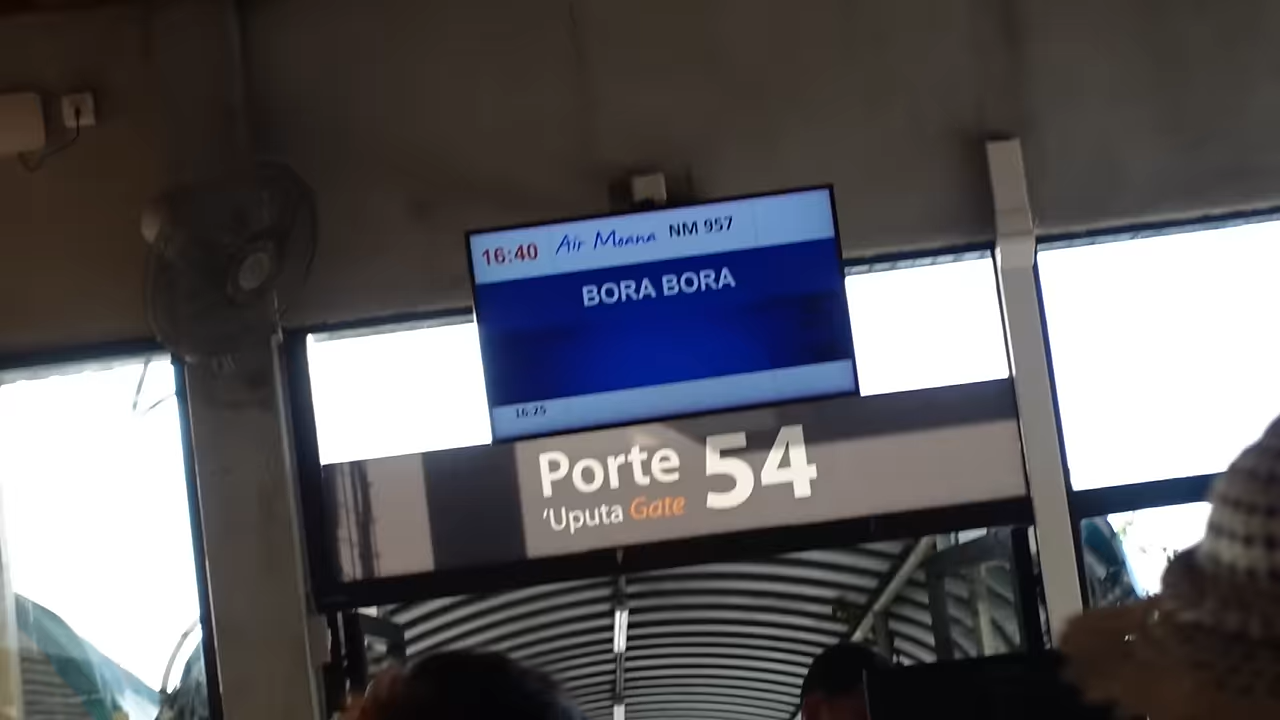 16:40 Air Moana NM 957
BORA BORA
16:25
Porte 54
'Uputa Gate